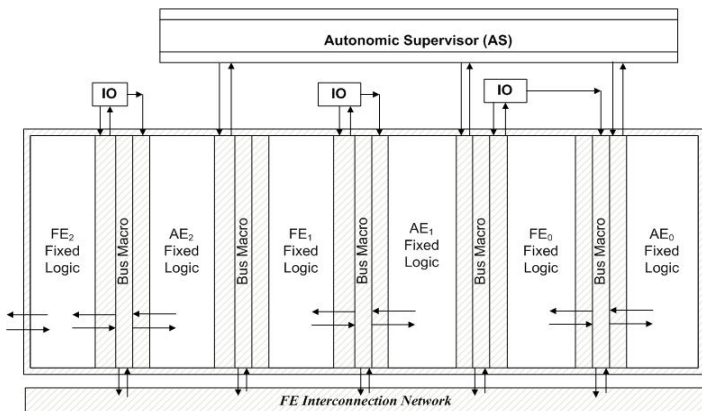 Autonomic Supervisor (AS)
IO
IO
IO
FE2
Fixed
Logic
Bus Macro
AE2
Fixed
Logic
Bus Macro
FE1
Fixed
Logic
Bus Macro
AE1
Fixed
Logic
Bus Macro
FE0
Fixed
Logic
Bus Macro
AE0
Fixed
Logic
FE Interconnection Network